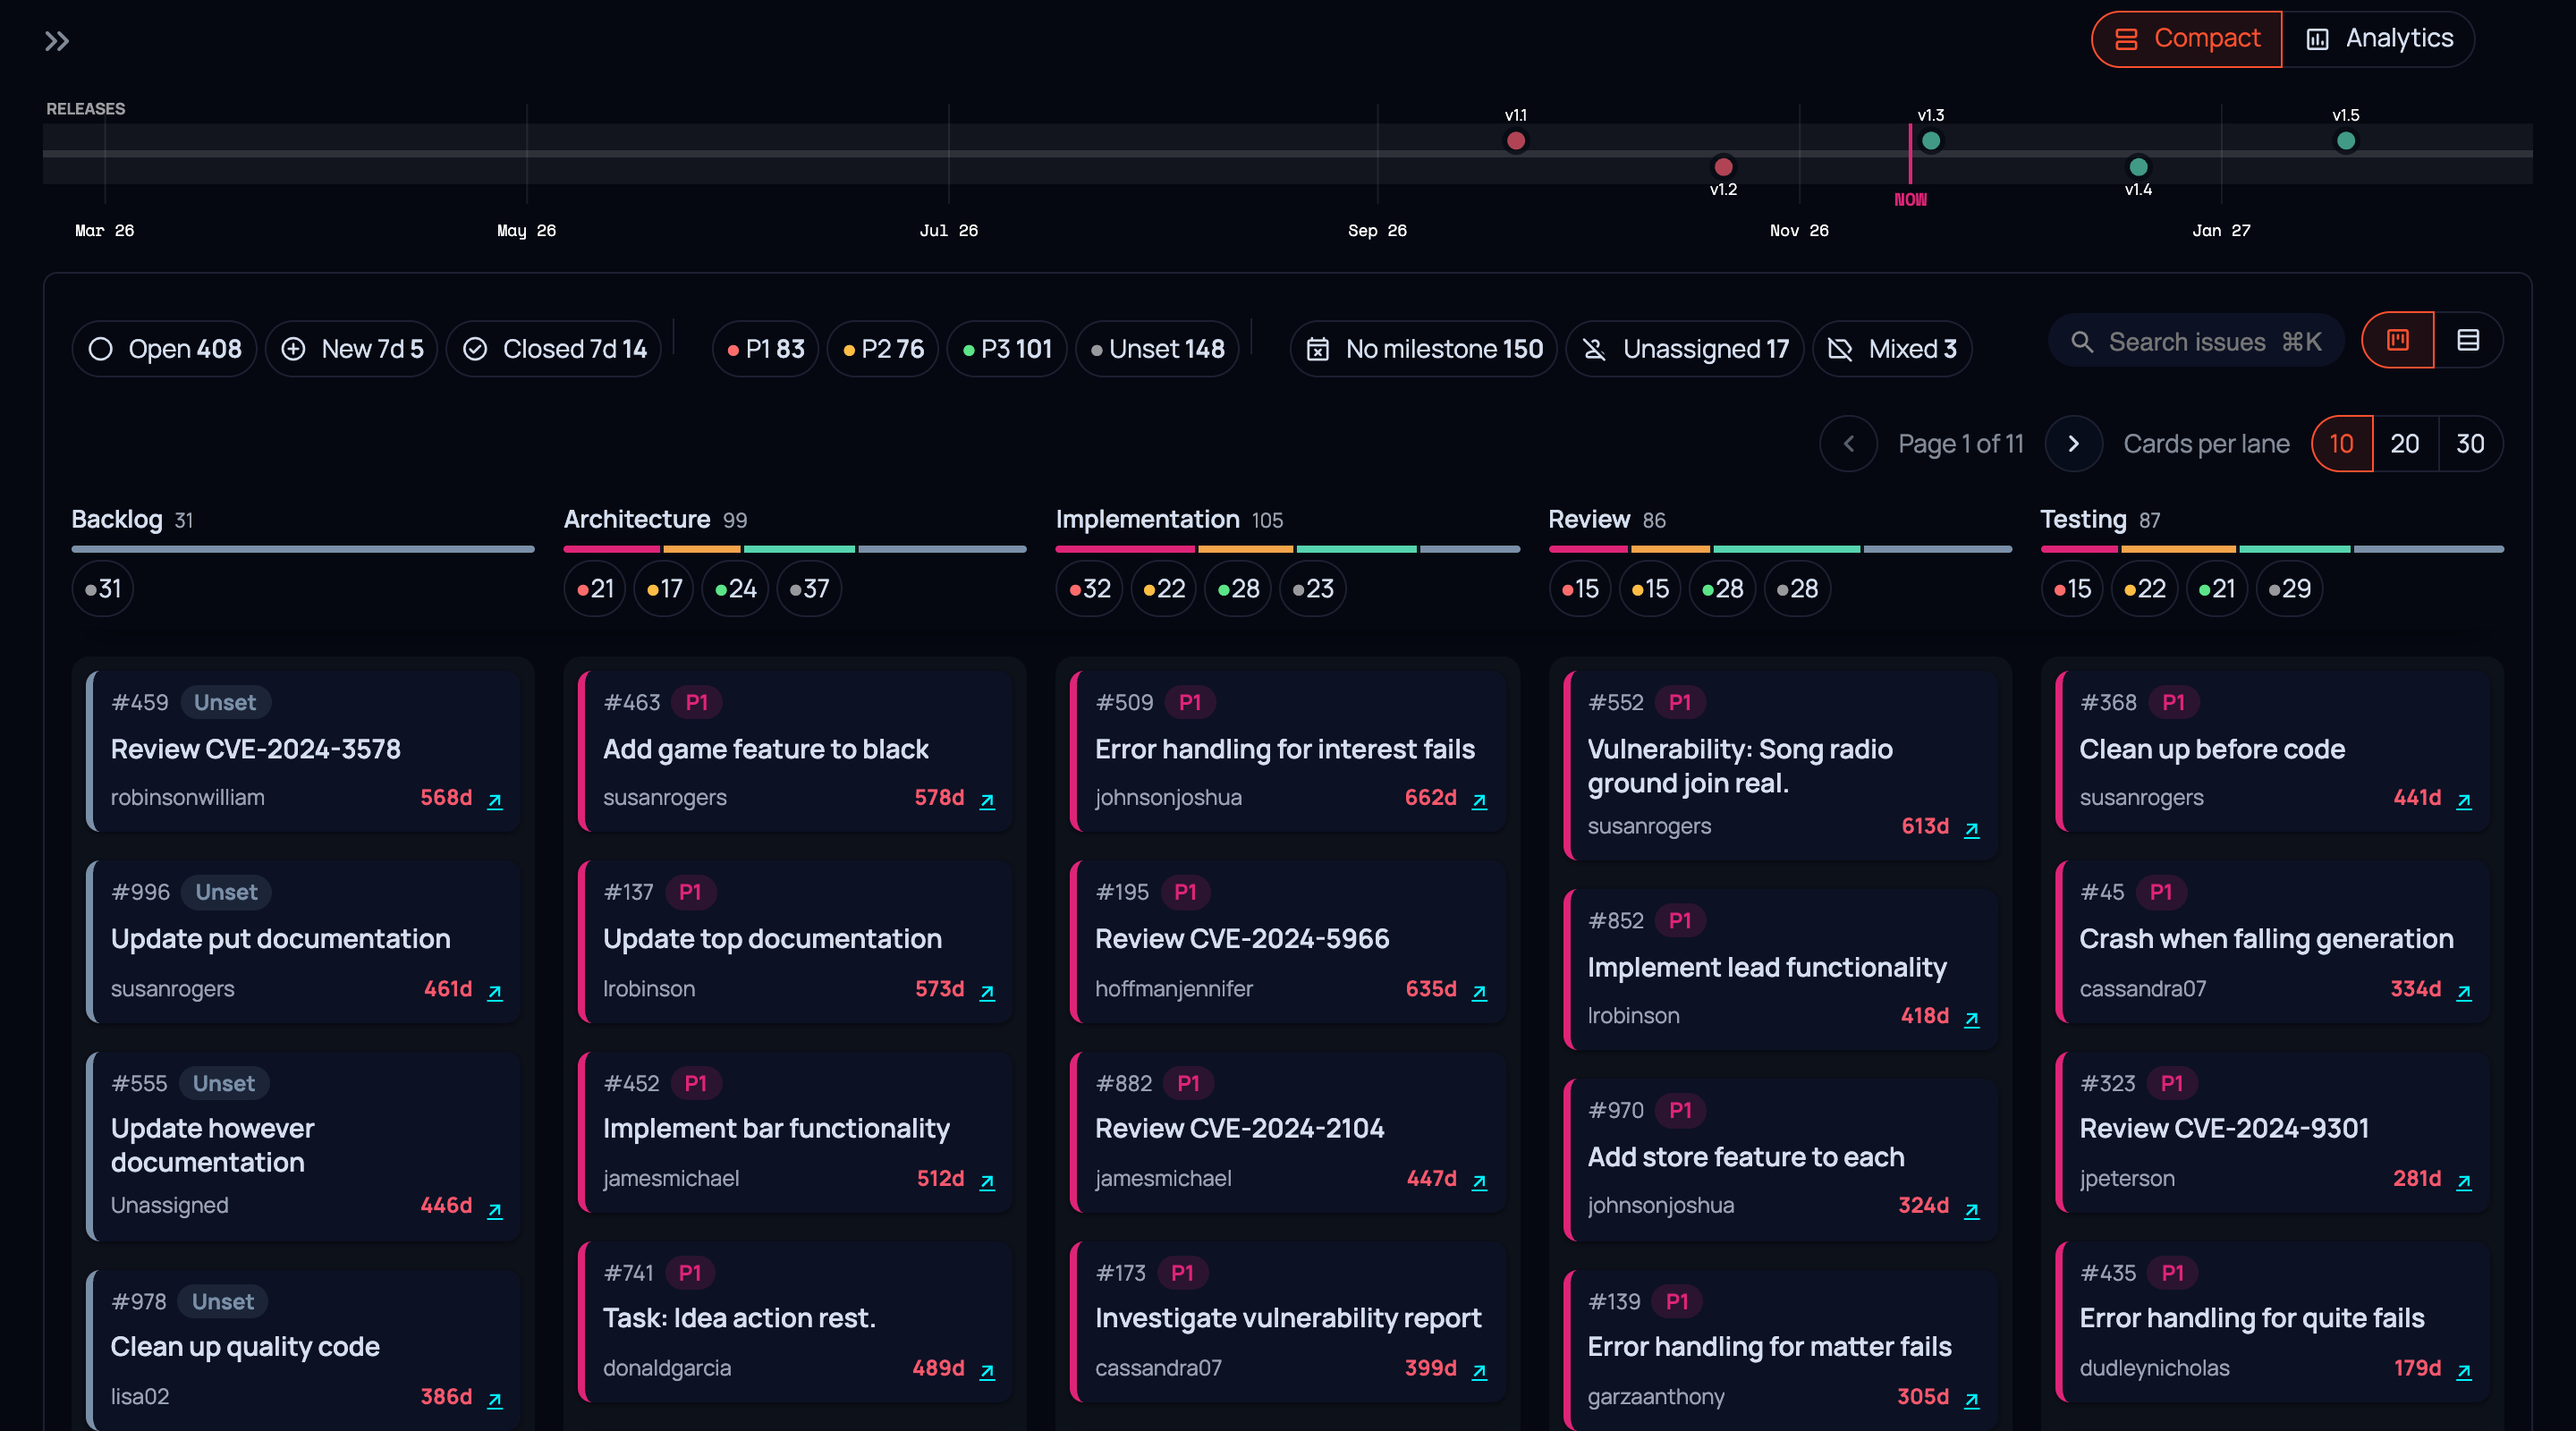 Compact
Analytics
RELEASES
v1.1
v1.3
v1.5
v1.2
v1.4
NOW
Mar 26
May 26
Jul 26
Sep 26
Nov 26
Jan 27
Open 408
New 7d 5
Closed 7d 14
P1 83
P2 76
P3 101
Unset 148
No milestone 150
Unassigned 17
Mixed 3
Search issues ⌘K
Page 1 of 11
Cards per lane
10
20
30
Backlog 31
31
Architecture 99
21
17
24
37
Implementation 105
32
22
28
23
Review 86
15
15
28
28
Testing 87
15
22
21
29
#459 Unset
Review CVE-2024-3578
robinsonwilliam 568d
#996 Unset
Update put documentation
susanrogers 461d
#555 Unset
Update however
documentation
Unassigned 446d
#978 Unset
Clean up quality code
lisa02 386d
#463 P1
Add game feature to black
susanrogers 578d
#137 P1
Update top documentation
lrobinson 573d
#452 P1
Implement bar functionality
jamesmichael 512d
#741 P1
Task: Idea action rest.
donaldgarcia 489d
#509 P1
Error handling for interest fails
johnsonjoshua 662d
#195 P1
Review CVE-2024-5966
hoffmanjennifer 635d
#882 P1
Review CVE-2024-2104
jamesmichael 447d
#173 P1
Investigate vulnerability report
cassandra07 399d
#552 P1
Vulnerability: Song radio
ground join real.
susanrogers 613d
#852 P1
Implement lead functionality
lrobinson 418d
#970 P1
Add store feature to each
johnsonjoshua 324d
#139 P1
Error handling for matter fails
garzaanthony 305d
#368 P1
Clean up before code
susanrogers 441d
#45 P1
Crash when falling generation
cassandra07 334d
#323 P1
Review CVE-2024-9301
jpeterson 281d
#435 P1
Error handling for quite fails
dudleynicholas 179d